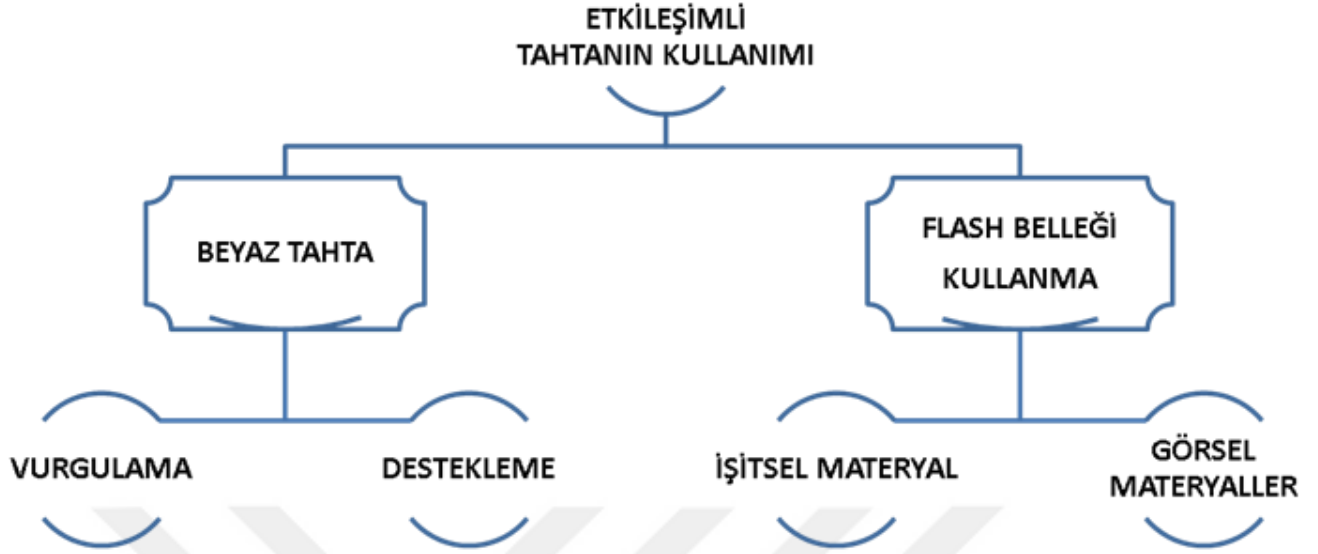 ETKİLEŞİMLİ
TAHTANIN KULLANIMI
BEYAZ TAHTA
FLASH BELLEĞİ
KULLANMA
VURGULAMA
DESTEKLEME
İŞİTSEL MATERYAL
GÖRSEL
MATERYALLER